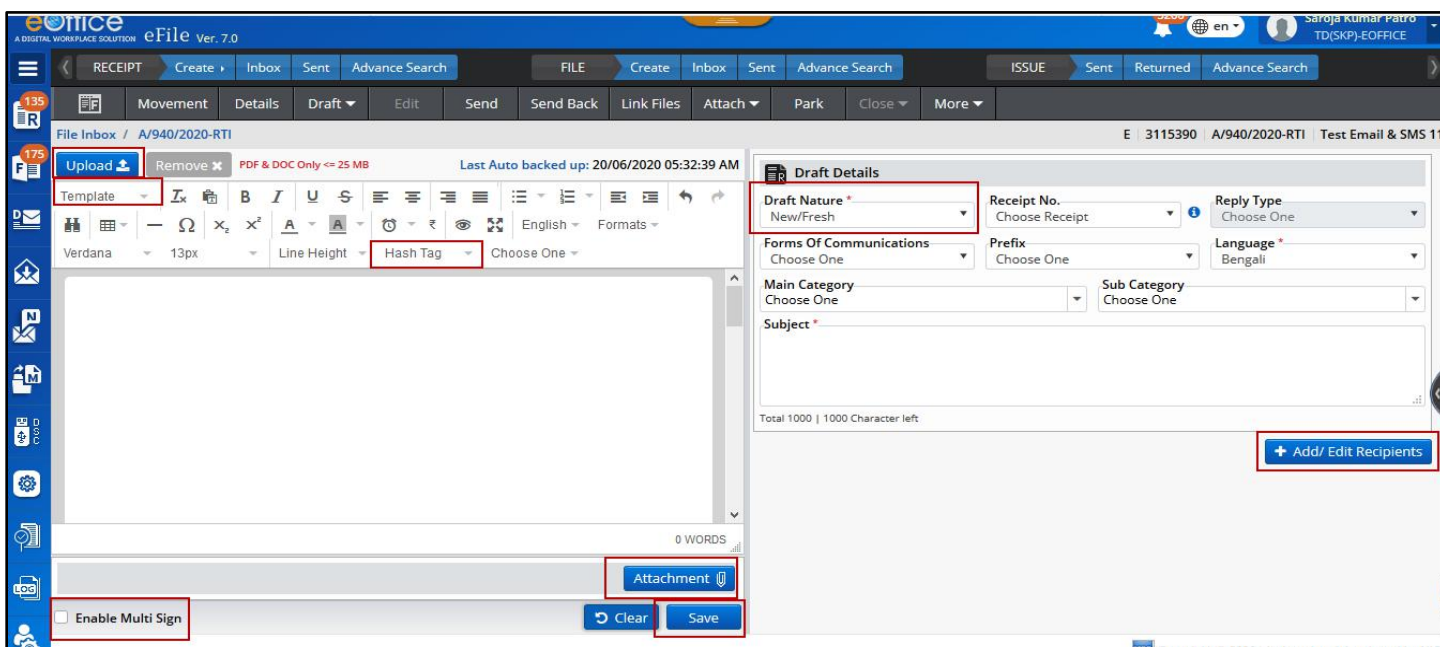 eOffice
A DIGITAL WORKPLACE SOLUTION eFile Ver. 7.0
en
Saroja Kumar Patro
TD(SKP)-EOFFICE
RECEIPT Create Inbox Sent Advance Search FILE Create Inbox Sent Advance Search ISSUE Sent Returned Advance Search
135
R
Movement Details Draft Edit Send Send Back Link Files Attach Park Close More
File Inbox / A/940/2020-RTI E 3115390 A/940/2020-RTI Test Email & SMS 11
175
F
Upload Remove PDF & DOC Only <= 25 MB Last Auto backed up: 20/06/2020 05:32:39 AM
Template B I U S
English Formats
Verdana 13px Line Height Hash Tag Choose One
0 WORDS
Attachment
Enable Multi Sign Clear Save
Draft Details
Draft Nature * Receipt No. Reply Type
New/Fresh Choose Receipt Choose One
Forms Of Communications Prefix Language *
Choose One Choose One Bengali
Main Category Sub Category
Choose One Choose One
Subject *
Total 1000 | 1000 Character left
+ Add/ Edit Recipients
D
N
M
DSC
LOG